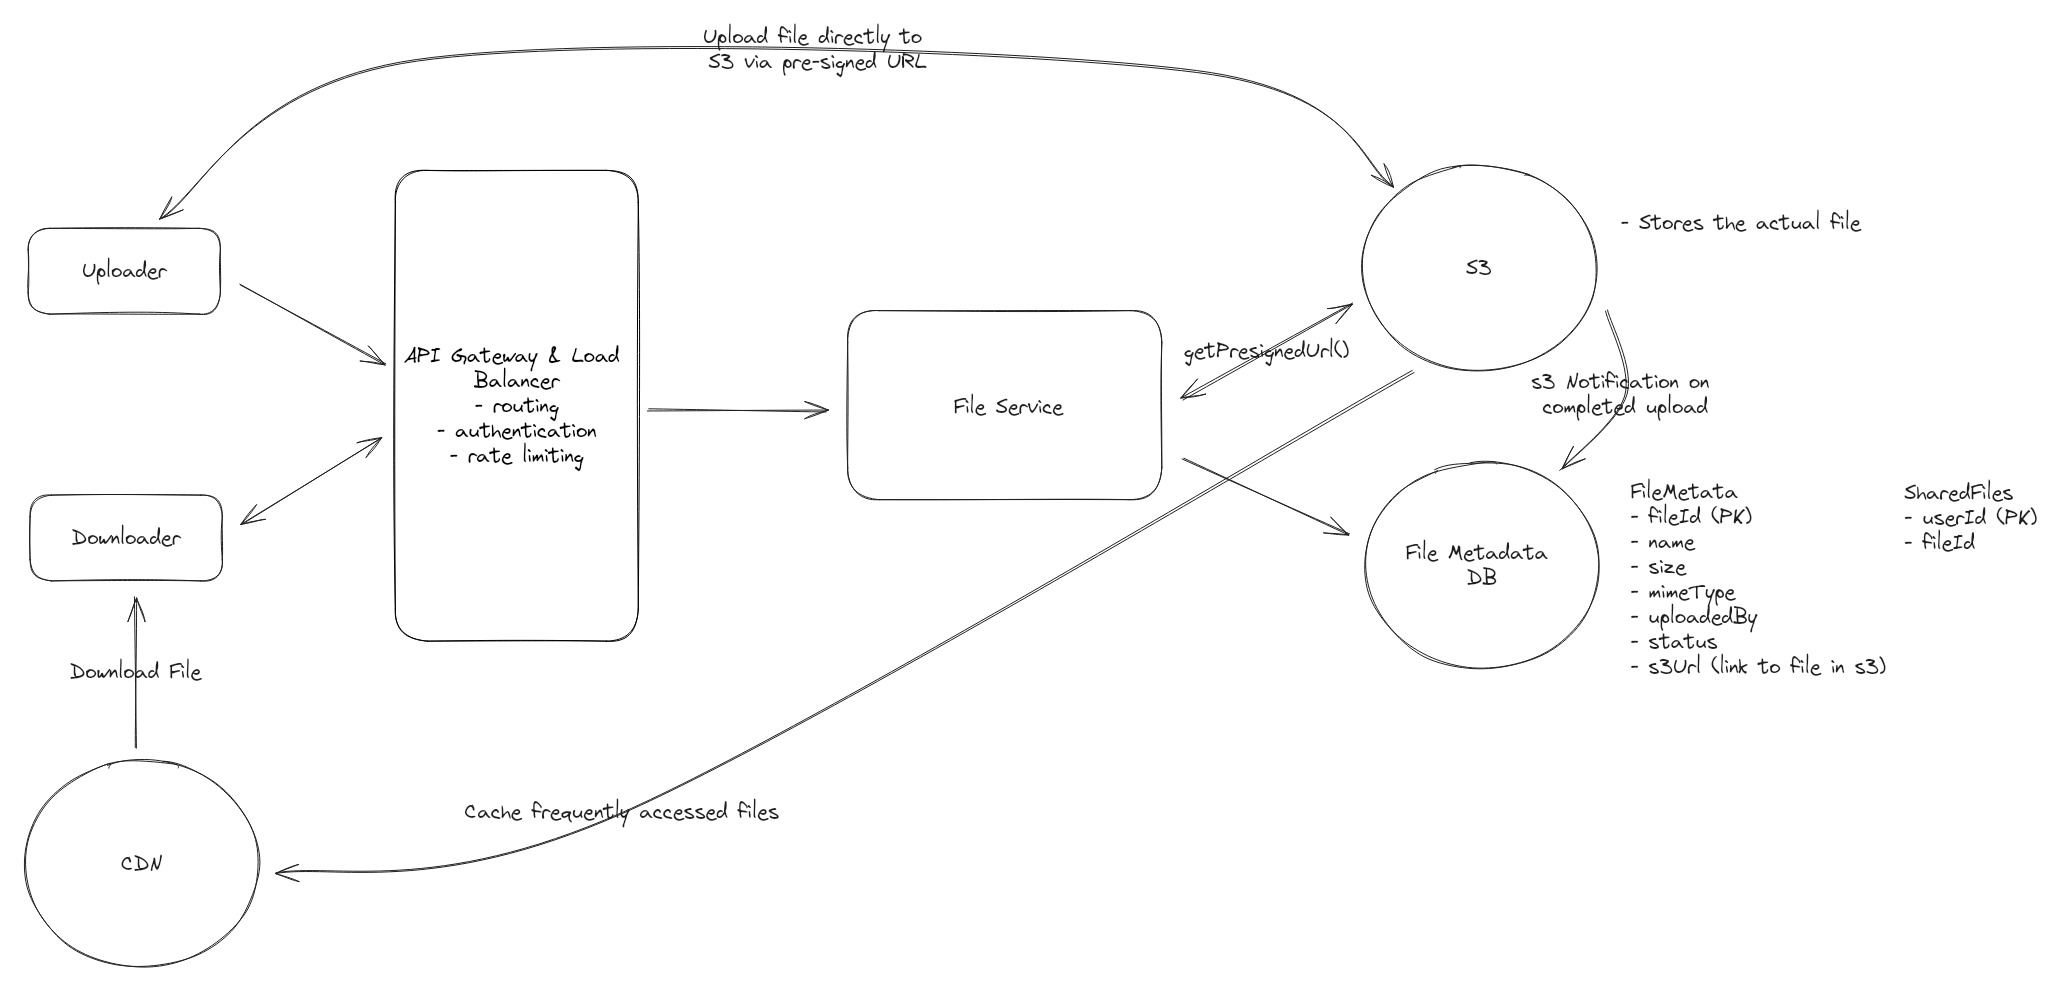 Upload file directly to
S3 via pre-signed URL
Uploader
API Gateway & Load
Balancer
- routing
- authentication
- rate limiting
File Service
getPresignedUrl()
S3
- Stores the actual file
s3 Notification on
completed upload
Downloader
Download File
CDN
Cache frequently accessed files
File Metadata
DB
FileMetata
- fileId (PK)
- name
- size
- mimeType
- uploadedBy
- status
- s3Url (link to file in s3)
SharedFiles
- userId (PK)
- fileId